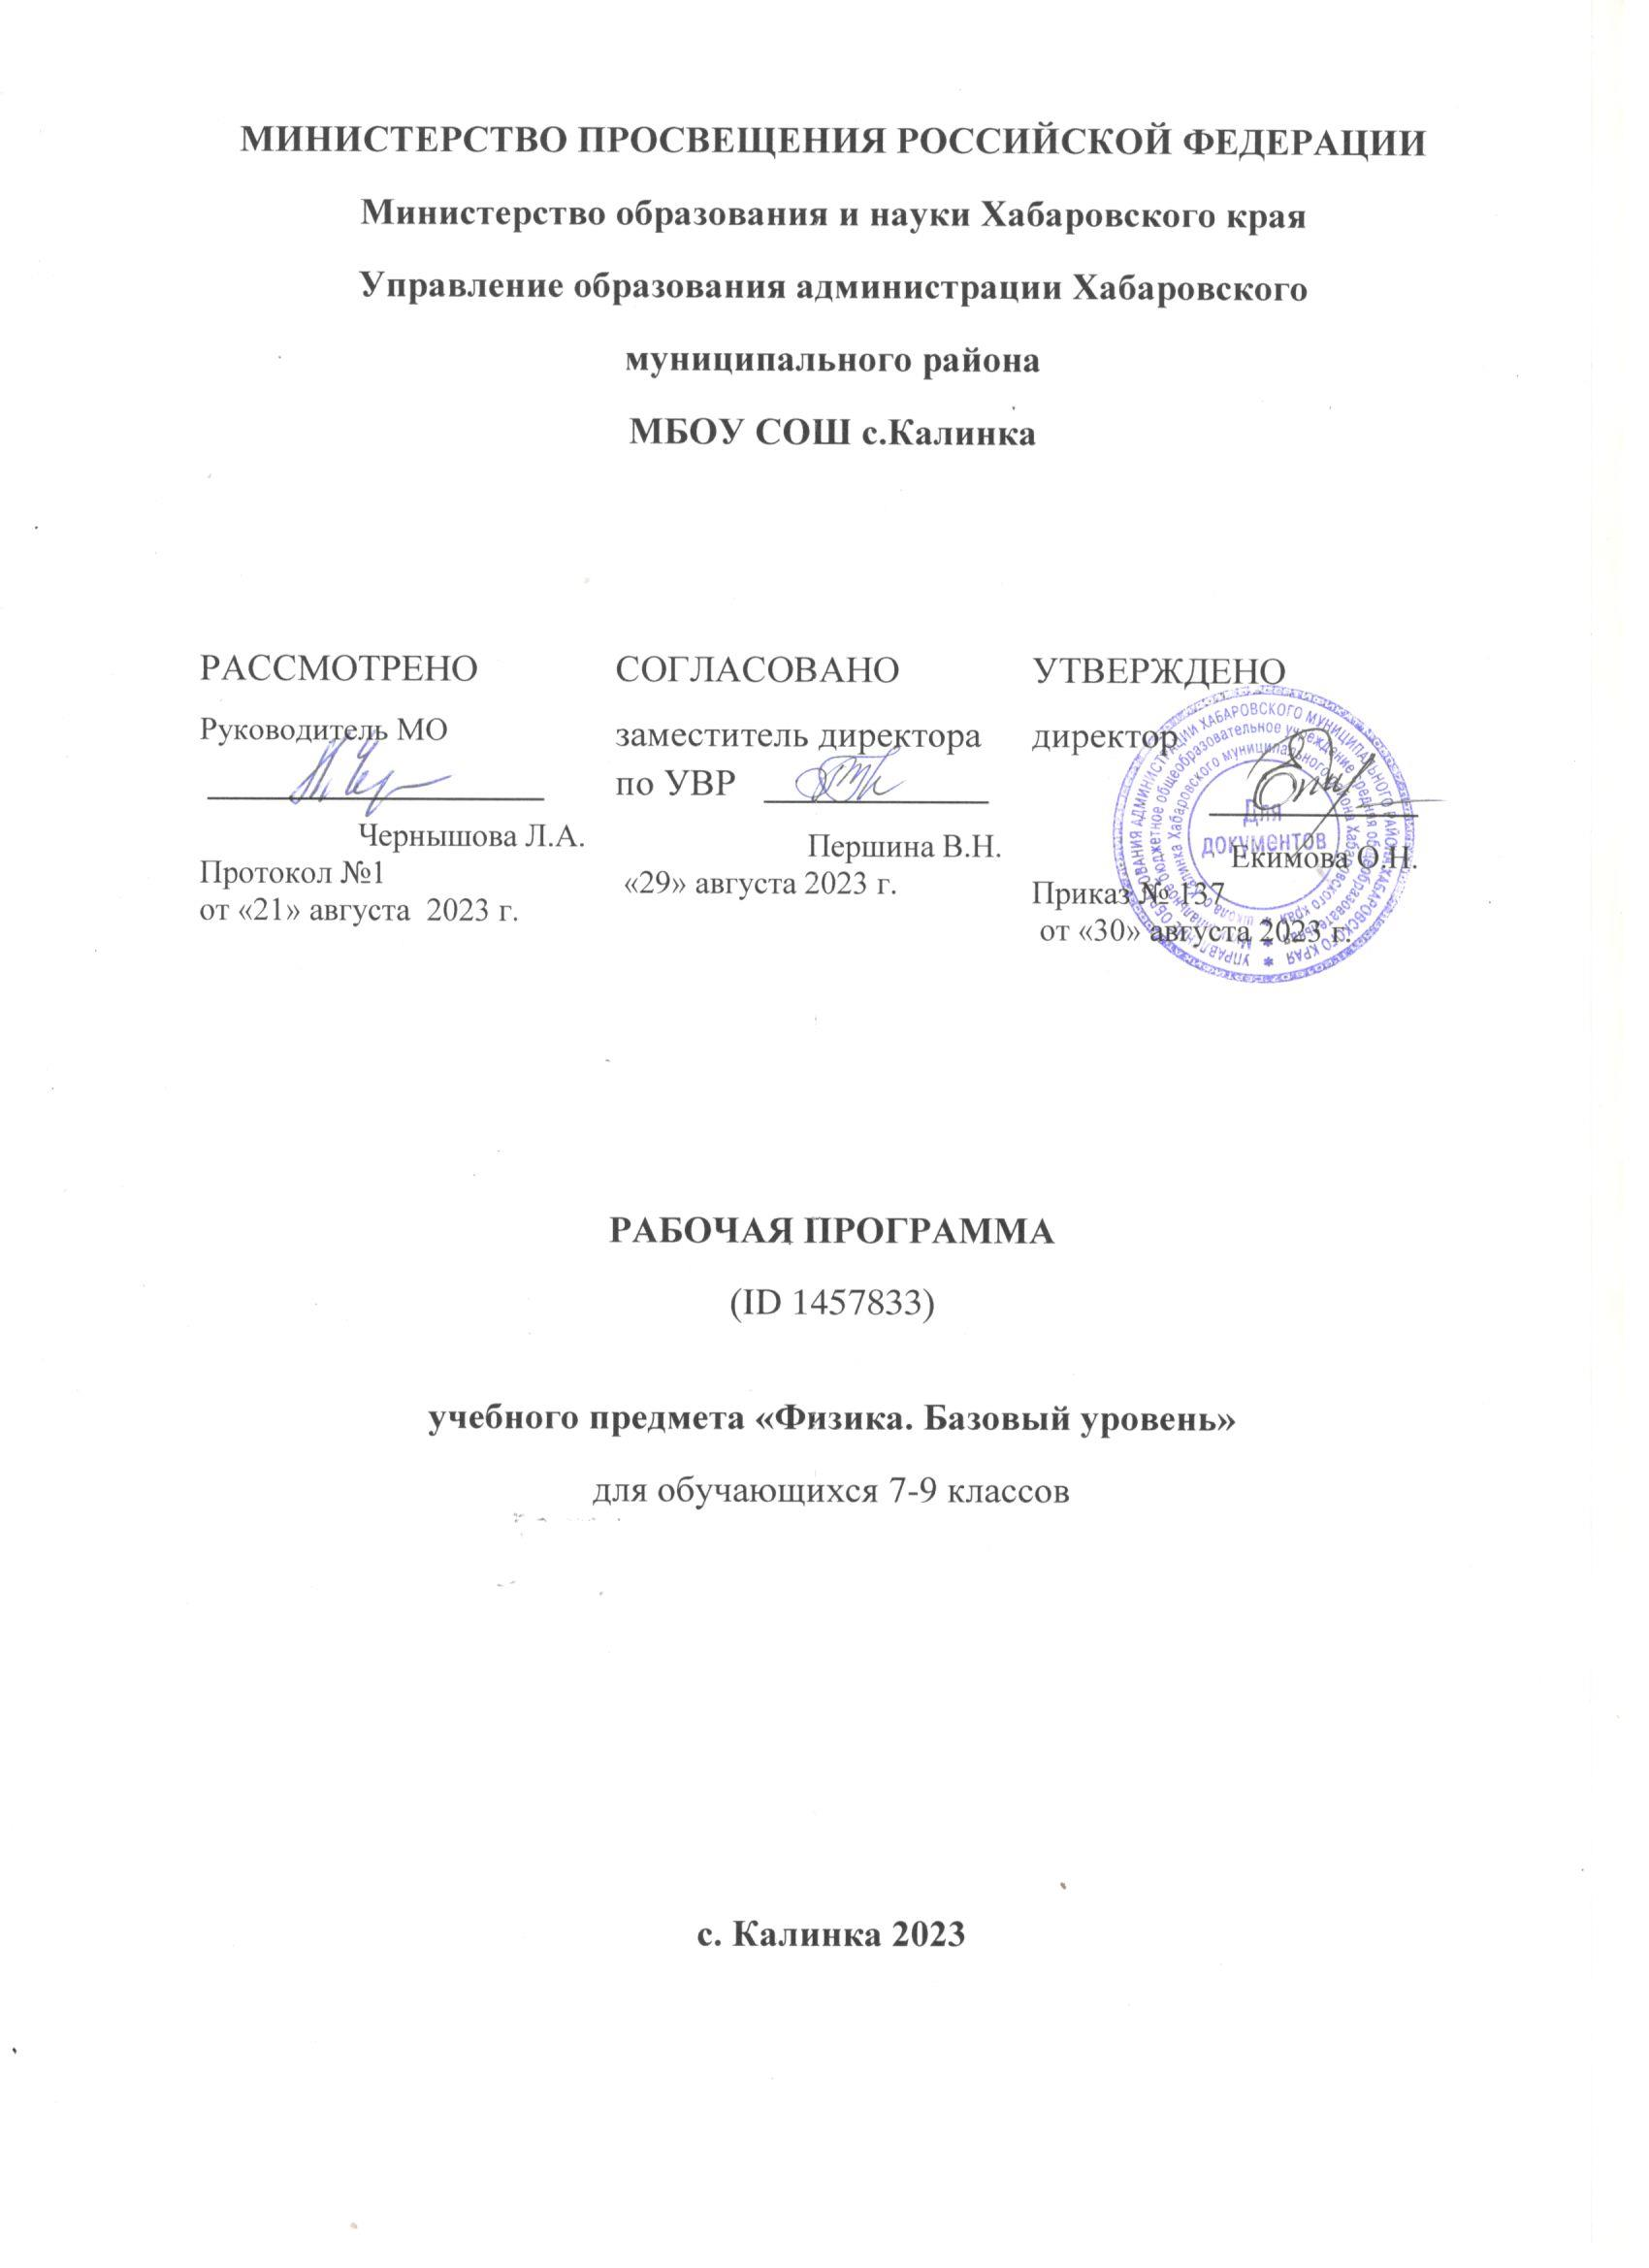 МИНИСТЕРСТВО ПРОСВЕЩЕНИЯ РОССИЙСКОЙ ФЕДЕРАЦИИ
Министерство образования и науки Хабаровского края
Управление образования администрации Хабаровского
муниципального района
МБОУ СОШ с.Калинка
РАССМОТРЕНО
Руководитель МО
Чернышова Л.А.
Протокол №1
от «21» августа 2023 г.
СОГЛАСОВАНО
заместитель директора
по УВР
Першина В.Н.
«29» августа 2023 г.
УТВЕРЖДЕНО
директор
Екимова О.Н.
Приказ № 137
от «30» августа 2023 г.
Для
документов
РАБОЧАЯ ПРОГРАММА
(ID 1457833)
учебного предмета «Физика. Базовый уровень»
для обучающихся 7-9 классов
с. Калинка 2023